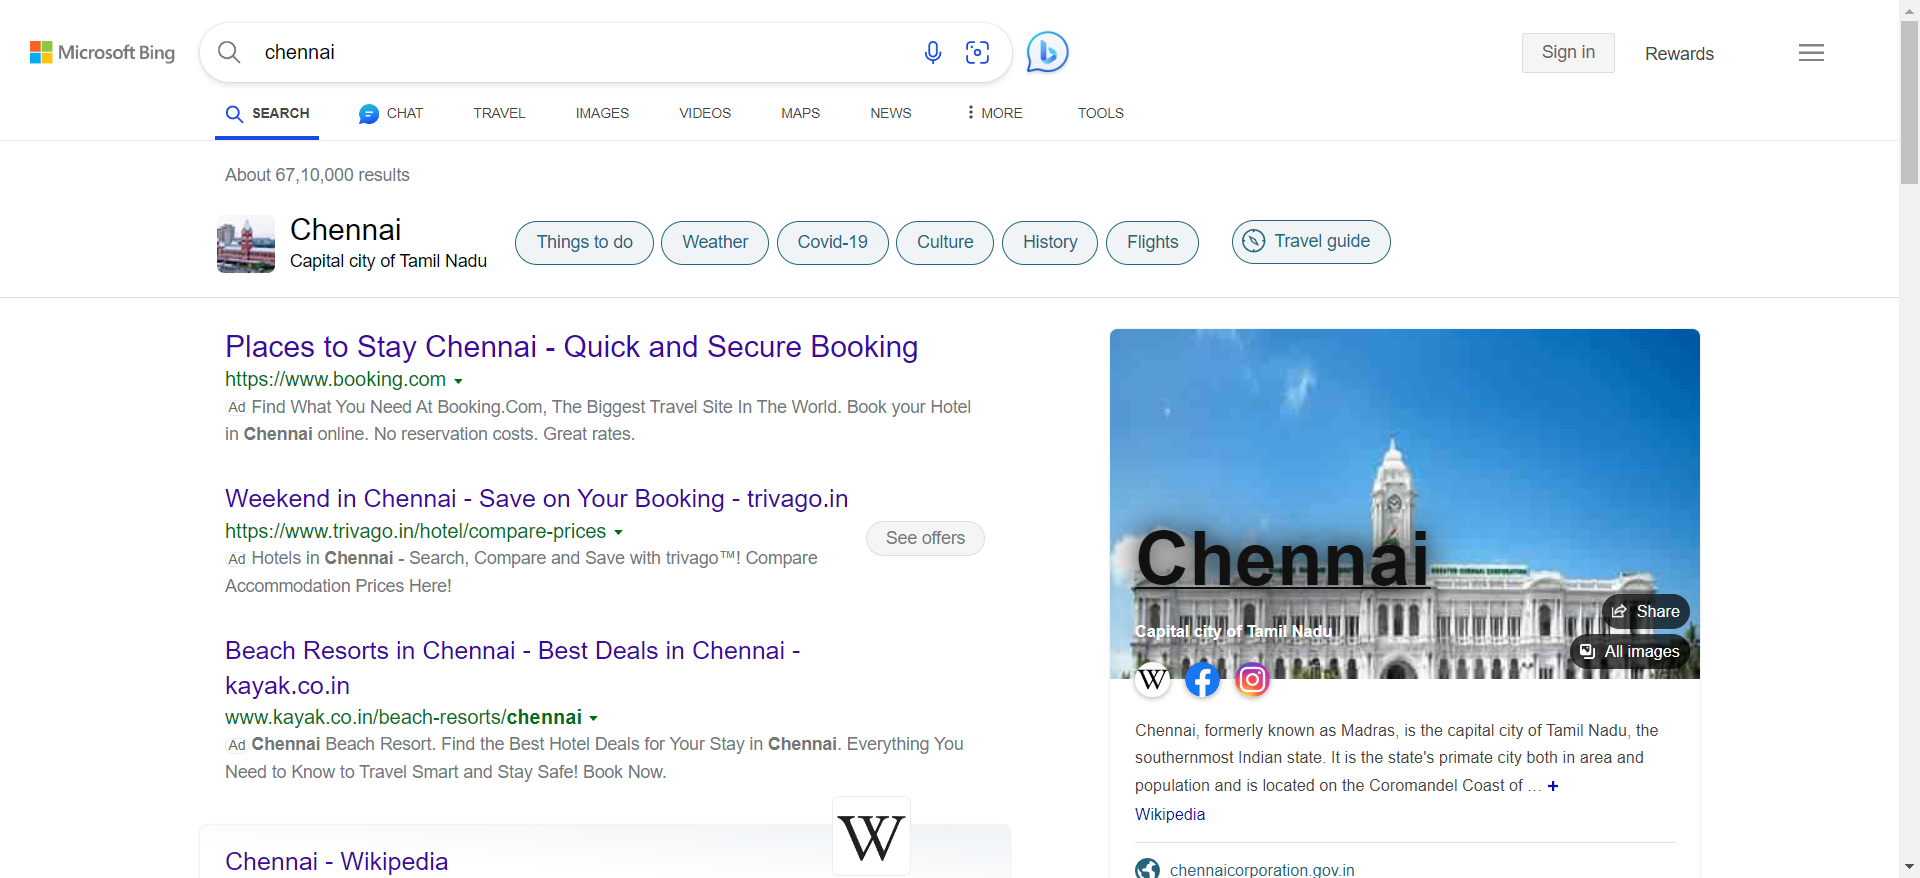 Microsoft Bing
chennai
Sign in
Rewards
SEARCH
CHAT
TRAVEL
IMAGES
VIDEOS
MAPS
NEWS
MORE
TOOLS
About 67,10,000 results
Chennai
Capital city of Tamil Nadu
Things to do
Weather
Covid-19
Culture
History
Flights
Travel guide
Places to Stay Chennai - Quick and Secure Booking
https://www.booking.com
Ad Find What You Need At Booking.Com, The Biggest Travel Site In The World. Book your Hotel
in Chennai online. No reservation costs. Great rates.
Weekend in Chennai - Save on Your Booking - trivago.in
https://www.trivago.in/hotel/compare-prices
Ad Hotels in Chennai - Search, Compare and Save with trivago™! Compare
Accommodation Prices Here!
See offers
Beach Resorts in Chennai - Best Deals in Chennai -
kayak.co.in
www.kayak.co.in/beach-resorts/chennai
Ad Chennai Beach Resort. Find the Best Hotel Deals for Your Stay in Chennai. Everything You
Need to Know to Travel Smart and Stay Safe! Book Now.
W
Chennai - Wikipedia
GREATER CHENNAI CORPORATION
Chennai
Share
Capital city of Tamil Nadu
All images
W
Chennai, formerly known as Madras, is the capital city of Tamil Nadu, the
southernmost Indian state. It is the state's primate city both in area and
population and is located on the Coromandel Coast of … +
Wikipedia
chennaicorporation.gov.in